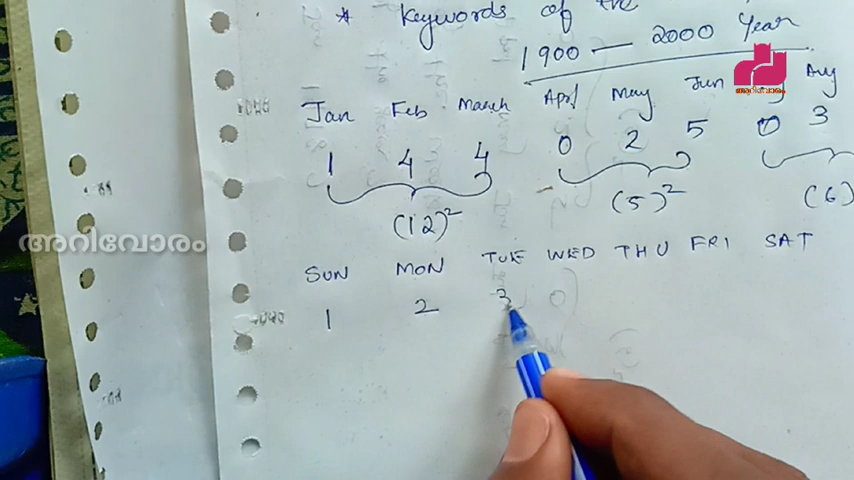 * Keywords of the
1900 — 2000 Year
Jan Feb March April May Jun Aug
1 4 4 0 2 5 0 3
(12)² (5)² (6)
SUN MON TUE WED THU FRI SAT
1 2 3
അറിവോരം
അറിവോരം